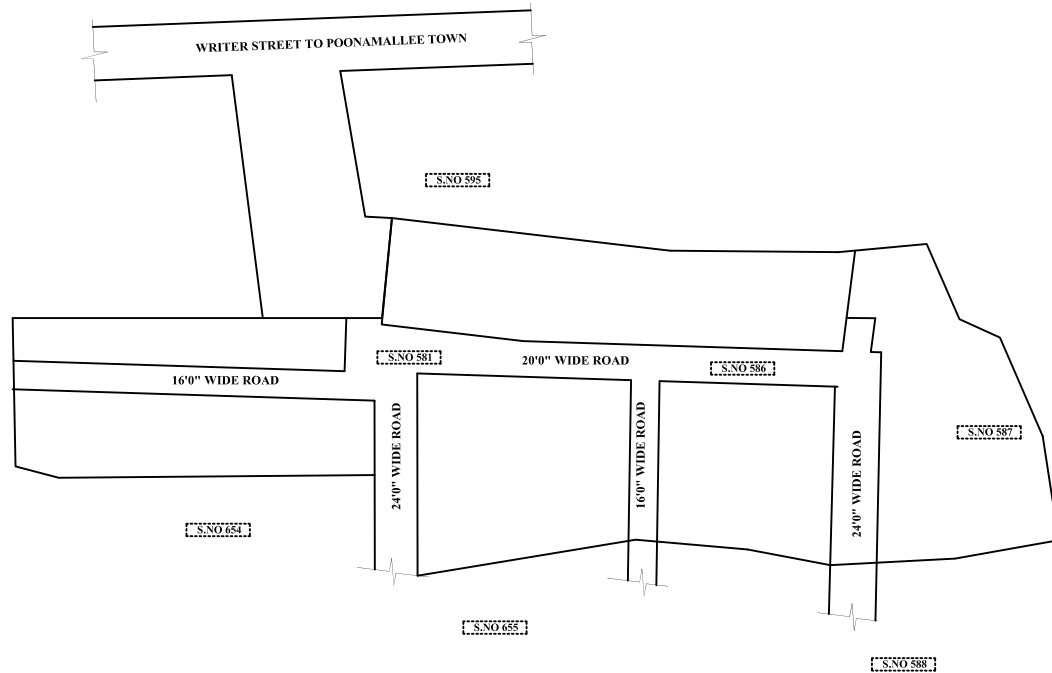 WRITER STREET TO POONAMALLEE TOWN
S.NO 595
S.NO 581
20'0" WIDE ROAD
S.NO 586
16'0" WIDE ROAD
24'0" WIDE ROAD
16'0" WIDE ROAD
24'0" WIDE ROAD
S.NO 587
S.NO 654
S.NO 655
S.NO 588